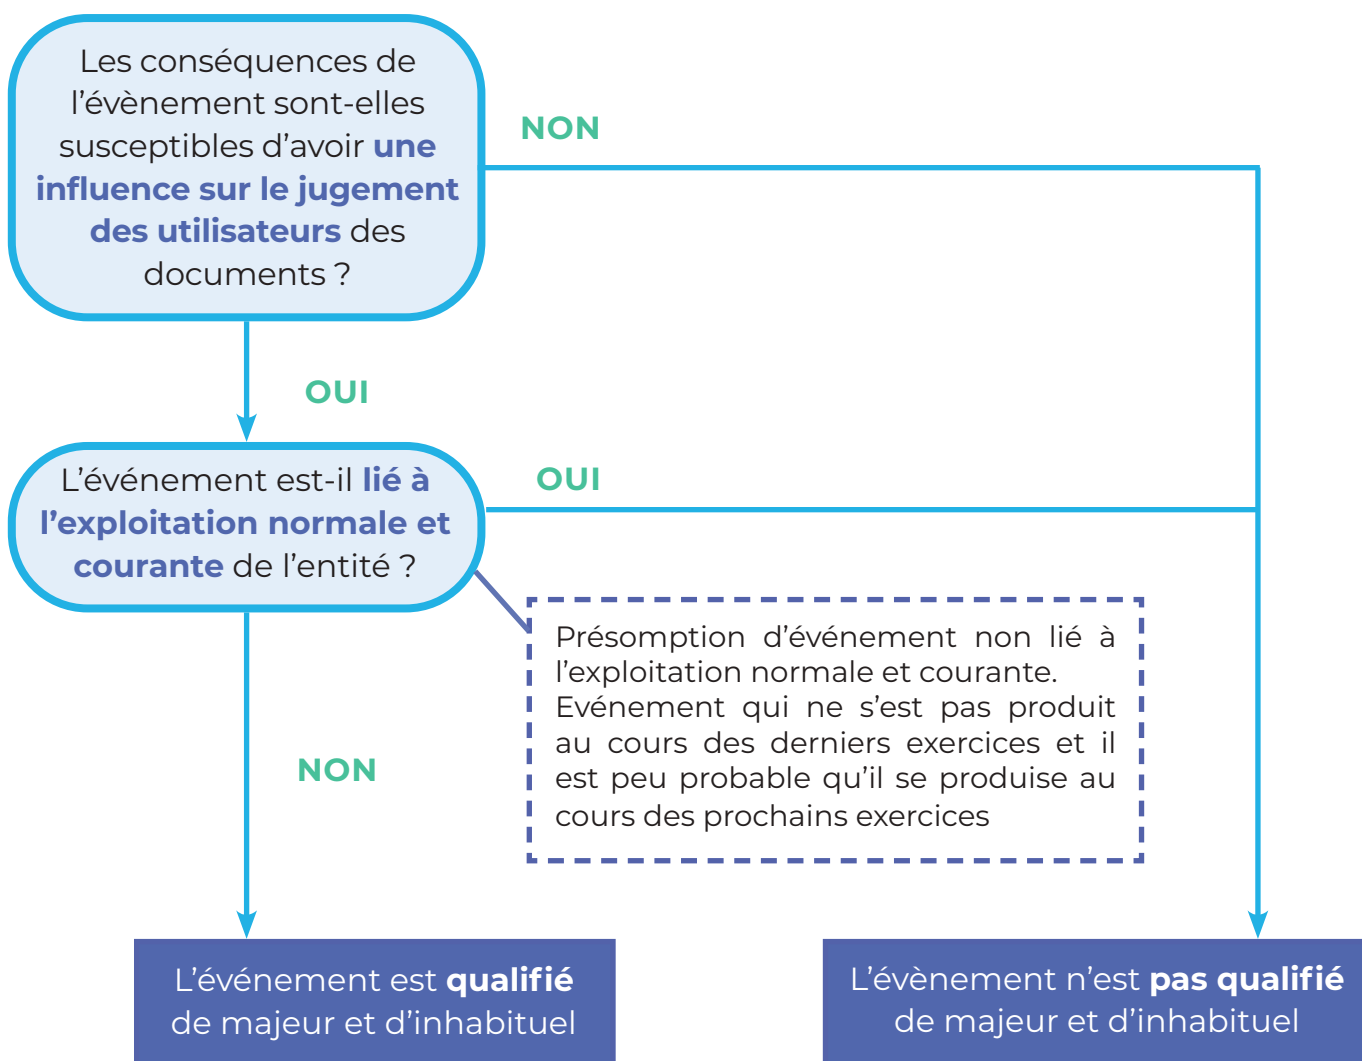 Les conséquences de
l’évènement sont-elles
susceptibles d’avoir une
influence sur le jugement
des utilisateurs des
documents ?
NON
OUI
L’événement est-il lié à
l’exploitation normale et
courante de l’entité ?
OUI
Présomption d’événement non lié à
l’exploitation normale et courante.
Evénement qui ne s’est pas produit
au cours des derniers exercices et il
est peu probable qu’il se produise au
cours des prochains exercices
NON
L’événement est qualifié
de majeur et d’inhabituel
L’évènement n’est pas qualifié
de majeur et d’inhabituel